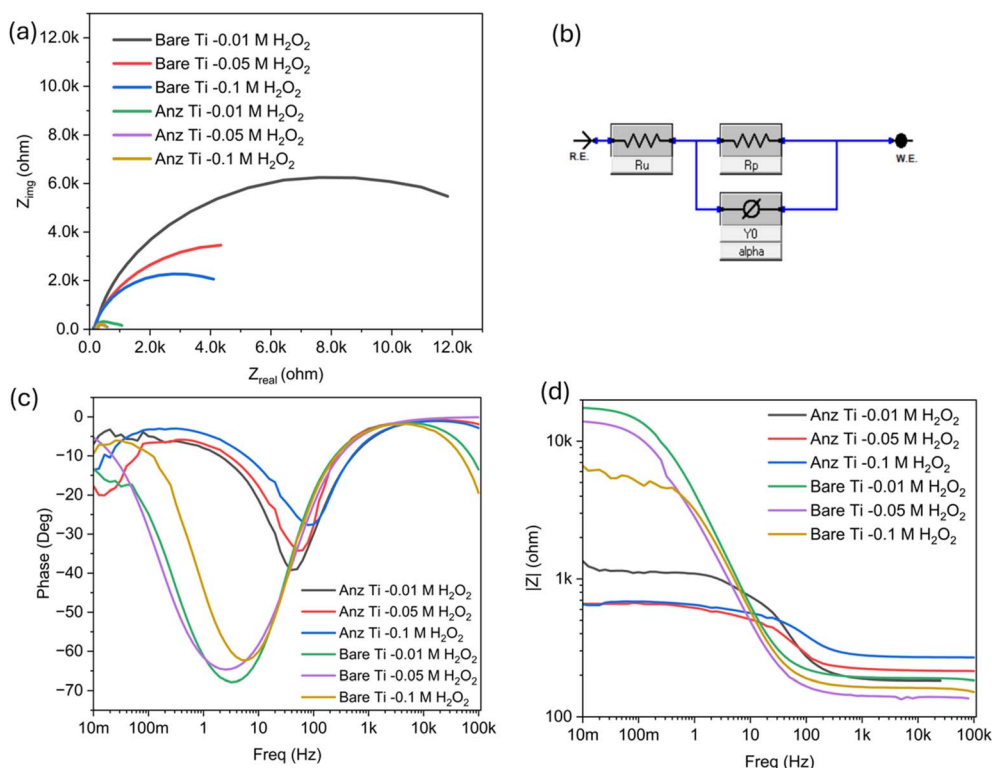 (a)
12.0k
10.0k
8.0k
6.0k
4.0k
2.0k
0.0
Z_img (ohm)
Bare Ti -0.01 M H₂O₂
Bare Ti -0.05 M H₂O₂
Bare Ti -0.1 M H₂O₂
Anz Ti -0.01 M H₂O₂
Anz Ti -0.05 M H₂O₂
Anz Ti -0.1 M H₂O₂
0.0 2.0k 4.0k 6.0k 8.0k 10.0k 12.0k
Z_real (ohm)
(b)
R.E.
Ru
Rp
W.E.
Y0
alpha
(c)
0
-10
-20
-30
-40
-50
-60
-70
Phase (Deg)
Anz Ti -0.01 M H₂O₂
Anz Ti -0.05 M H₂O₂
Anz Ti -0.1 M H₂O₂
Bare Ti -0.01 M H₂O₂
Bare Ti -0.05 M H₂O₂
Bare Ti -0.1 M H₂O₂
10m 100m 1 10 100 1k 10k 100k
Freq (Hz)
(d)
10k
1k
100
|Z| (ohm)
Anz Ti -0.01 M H₂O₂
Anz Ti -0.05 M H₂O₂
Anz Ti -0.1 M H₂O₂
Bare Ti -0.01 M H₂O₂
Bare Ti -0.05 M H₂O₂
Bare Ti -0.1 M H₂O₂
10m 100m 1 10 100 1k 10k 100k
Freq (Hz)